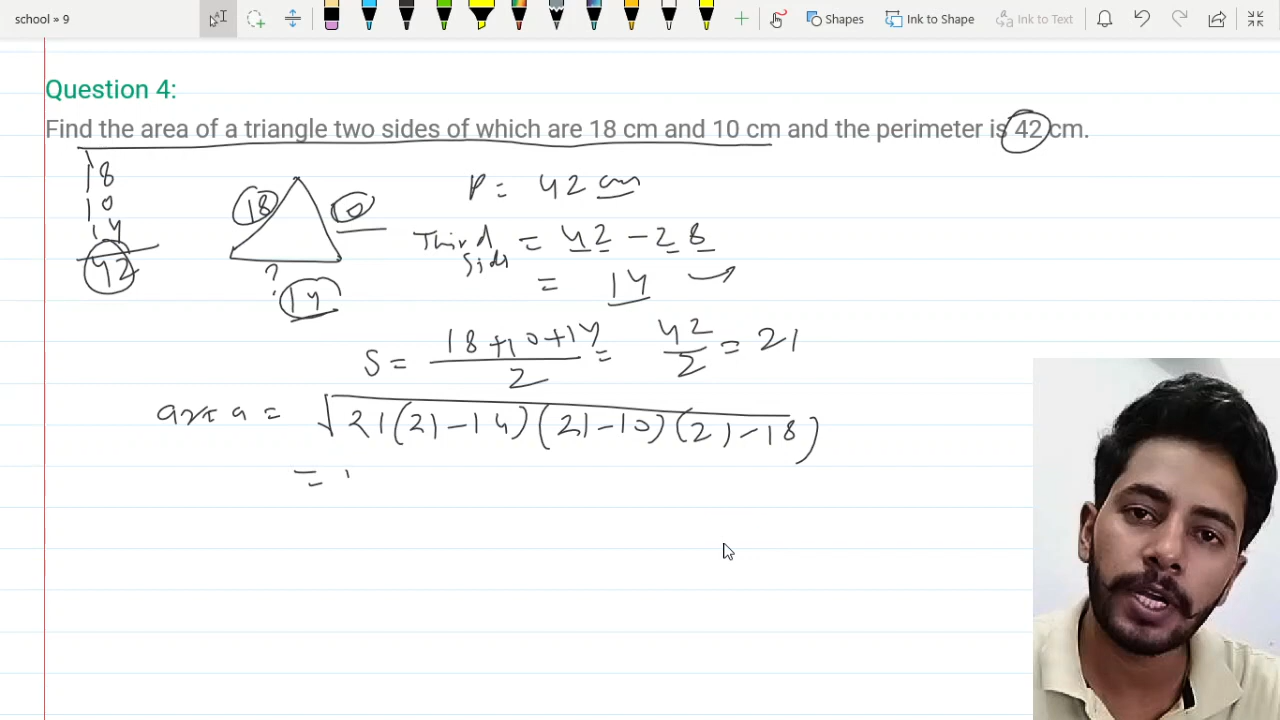 school » 9
Shapes
Ink to Shape
Ink to Text
Question 4:
Find the area of a triangle two sides of which are 18 cm and 10 cm and the perimeter is 42 cm.
18
10
14
42
18
10
?
14
P = 42 cm
Third side = 42 - 28
= 14
S = 18+10+14/2 = 42/2 = 21
area = √21(21-14)(21-10)(21-18)
=